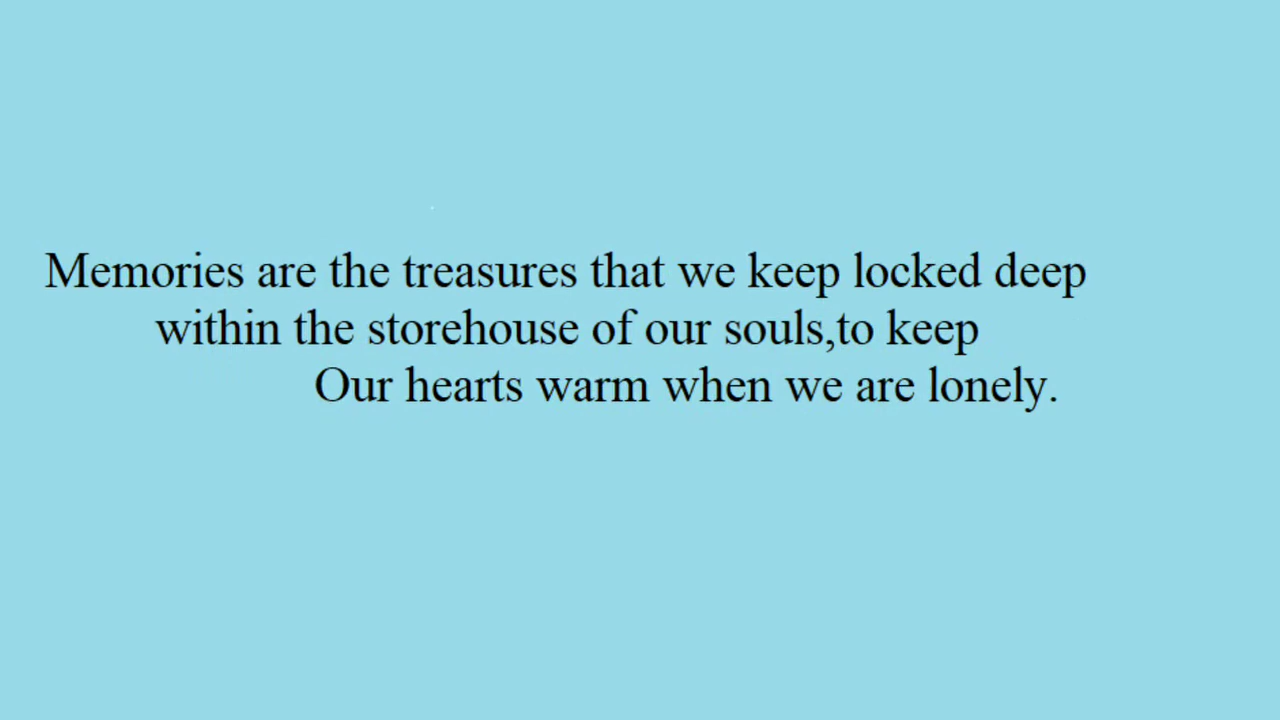 Memories are the treasures that we keep locked deep
within the storehouse of our souls,to keep
Our hearts warm when we are lonely.